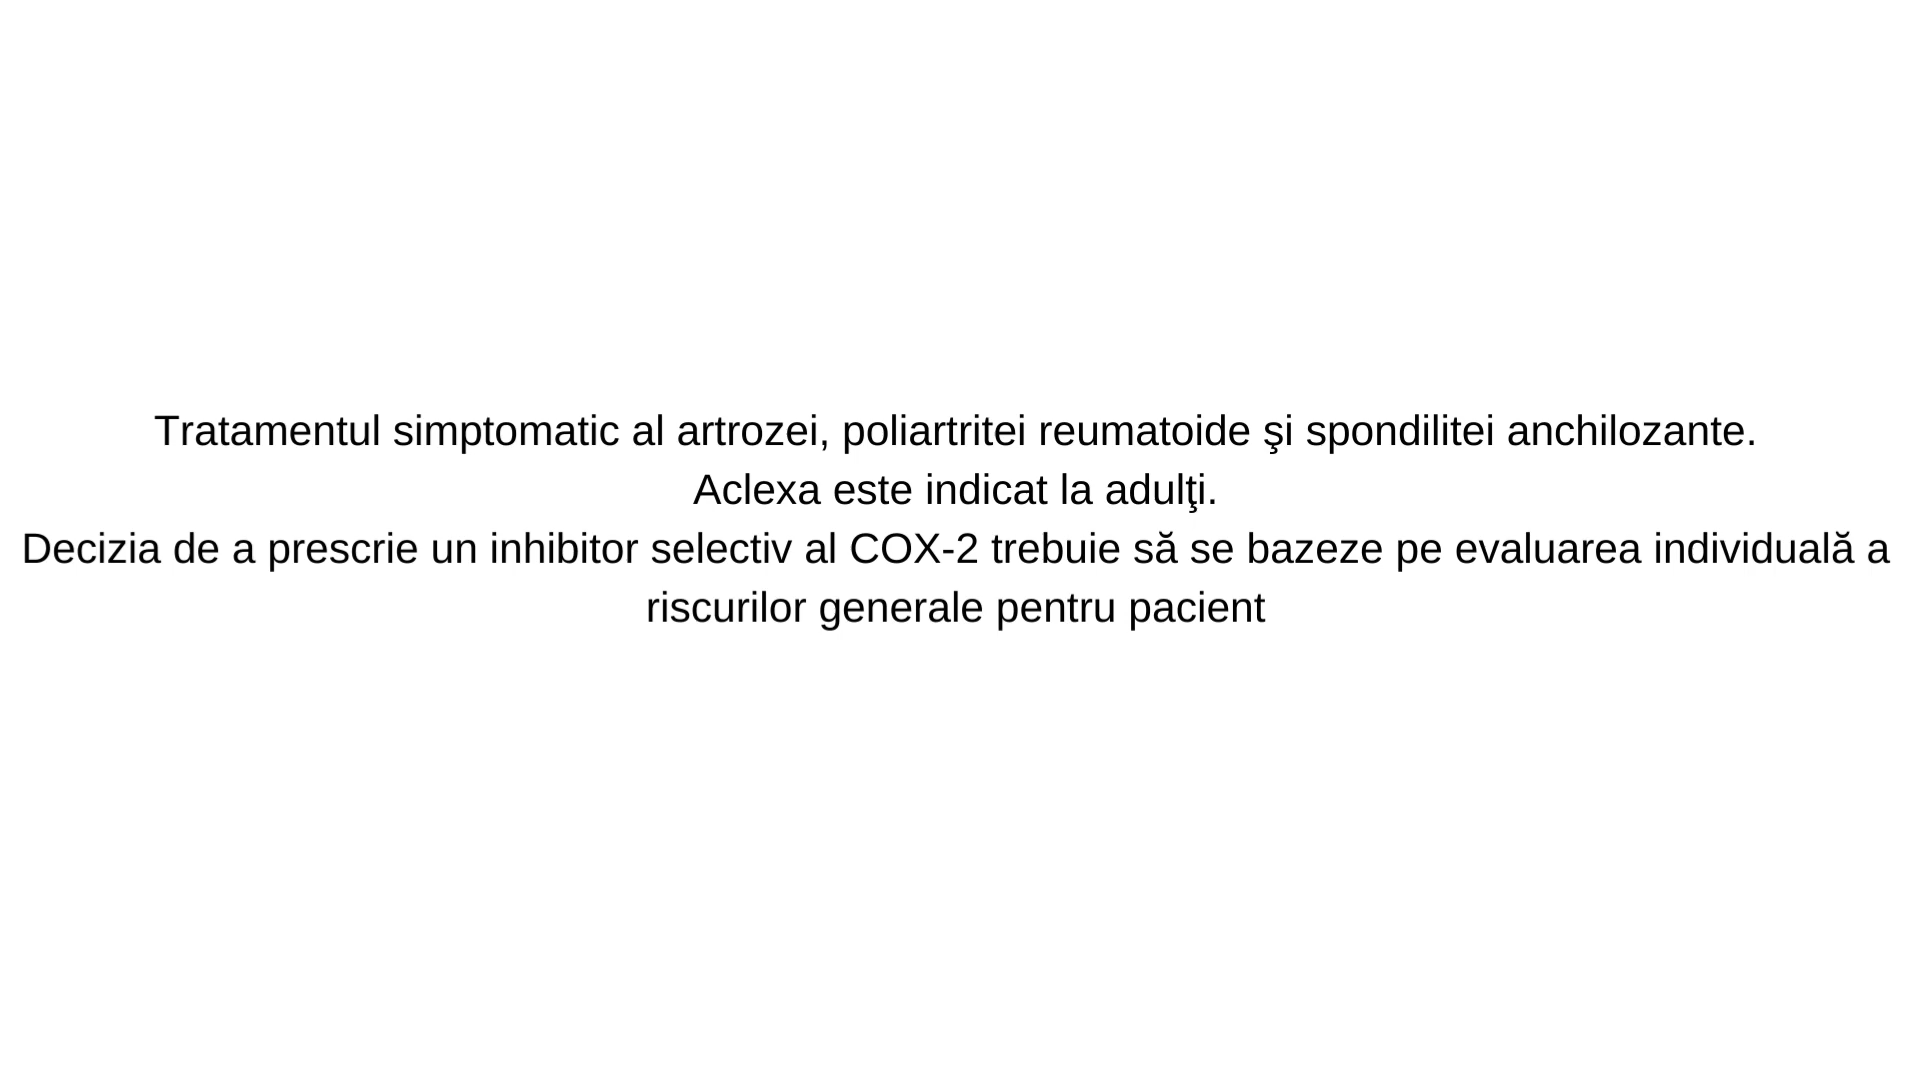 Tratamentul simptomatic al artrozei, poliartritei reumatoide şi spondilitei anchilozante.
Aclexa este indicat la adulţi.
Decizia de a prescrie un inhibitor selectiv al COX-2 trebuie să se bazeze pe evaluarea individuală a
riscurilor generale pentru pacient